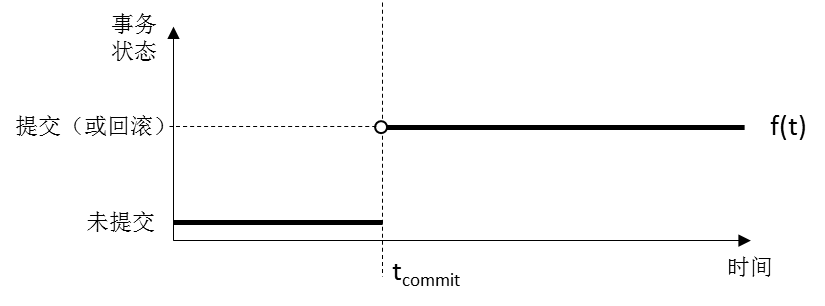 事务
状态
提交（或回滚）
f(t)
未提交
时间
tcommit